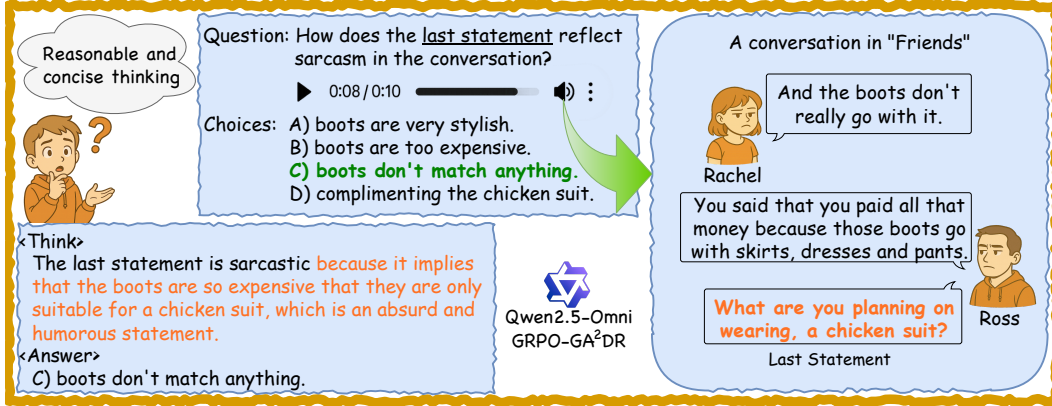 Reasonable and
concise thinking
Question: How does the last statement reflect
sarcasm in the conversation?
0:08 / 0:10
Choices: A) boots are very stylish.
B) boots are too expensive.
C) boots don't match anything.
D) complimenting the chicken suit.
<Think>
The last statement is sarcastic because it implies
that the boots are so expensive that they are only
suitable for a chicken suit, which is an absurd and
humorous statement.
<Answer>
C) boots don't match anything.
Qwen2.5-Omni
GRPO-GA²DR
A conversation in "Friends"
And the boots don't
really go with it.
Rachel
You said that you paid all that
money because those boots go
with skirts, dresses and pants.
What are you planning on
wearing, a chicken suit?
Ross
Last Statement